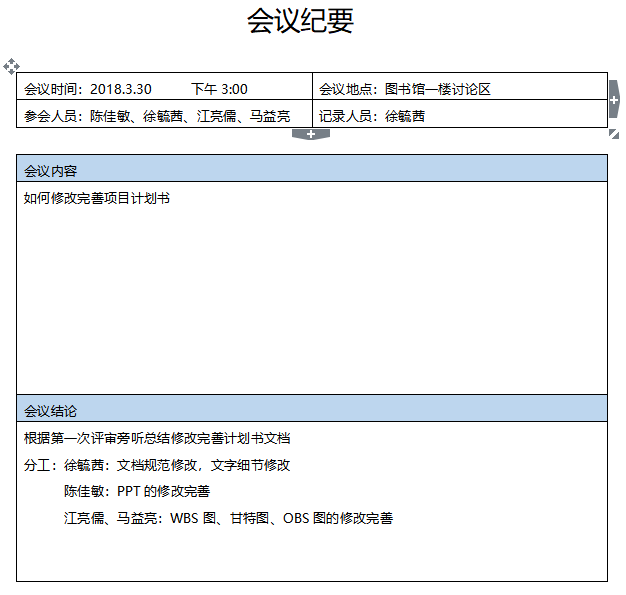 会议纪要
会议时间：2018.3.30 下午 3:00 会议地点：图书馆一楼讨论区
参会人员：陈佳敏、徐毓茜、江亮儒、马益亮 记录人员：徐毓茜
会议内容
如何修改完善项目计划书
会议结论
根据第一次评审旁听总结修改完善计划书文档
分工：徐毓茜：文档规范修改，文字细节修改
陈佳敏：PPT 的修改完善
江亮儒、马益亮：WBS 图、甘特图、OBS 图的修改完善